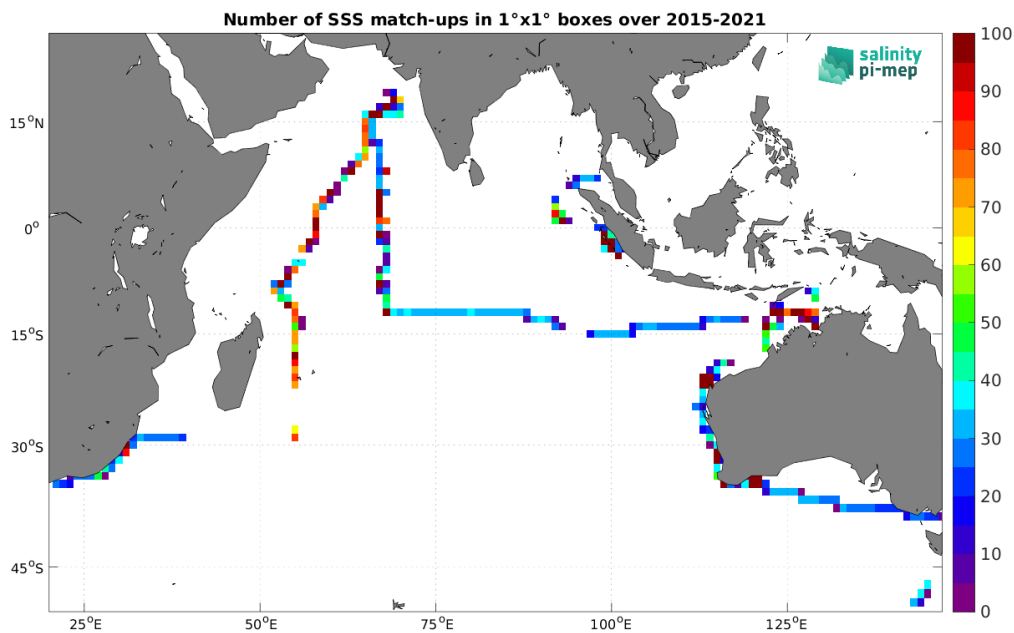 Number of SSS match-ups in 1°x1° boxes over 2015-2021
salinity
pi-mep
100
90
80
70
60
50
40
30
20
10
0
15°N
0°
15°S
30°S
45°S
25°E
50°E
75°E
100°E
125°E